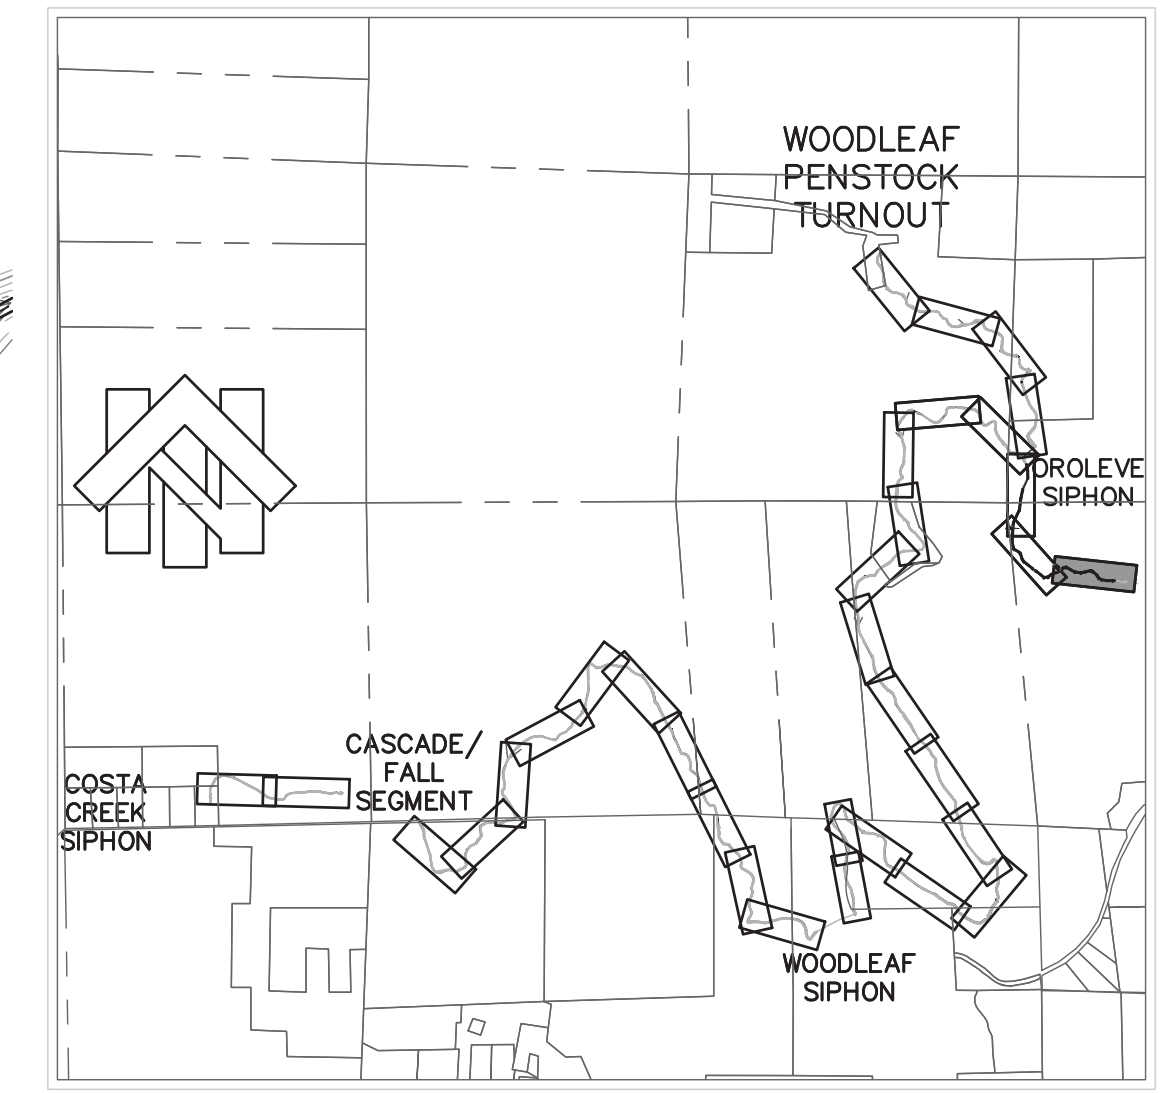 WOODLEAF
PENSTOCK
TURNOUT
OROLEVE
SIPHON
CASCADE/
FALL
SEGMENT
COSTA
CREEK
SIPHON
WOODLEAF
SIPHON